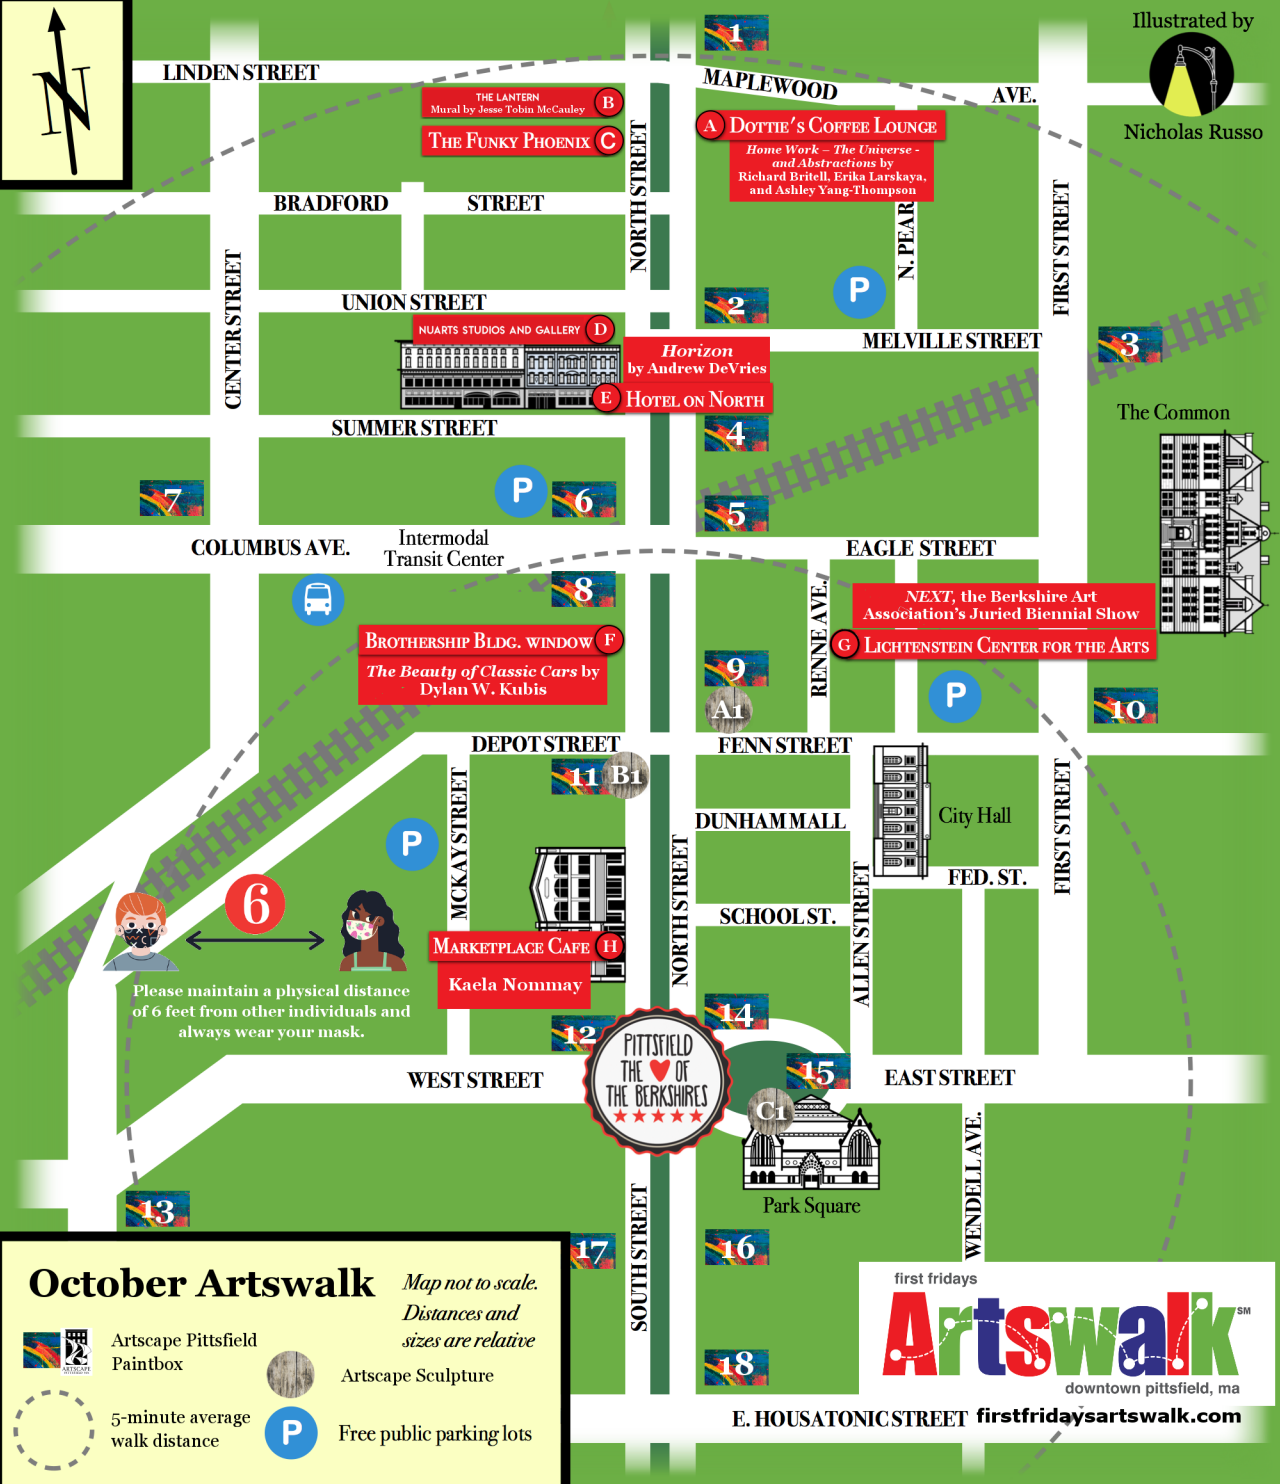 N
Illustrated by
Nicholas Russo
1
LINDEN STREET
MAPLEWOOD
AVE.
THE LANTERN
Mural by Jesse Tobin McCauley
B
THE FUNKY PHOENIX
C
A
DOTTIE'S COFFEE LOUNGE
Home Work – The Universe -
and Abstractions by
Richard Britell, Erika Larskaya,
and Ashley Yang-Thompson
NORTH STREET
BRADFORD
STREET
N. PEARL
FIRST STREET
CENTER STREET
UNION STREET
2
P
NUARTS STUDIOS AND GALLERY
D
MELVILLE STREET
3
Horizon
by Andrew DeVries
E
HOTEL ON NORTH
The Common
SUMMER STREET
4
7
P
6
5
COLUMBUS AVE.
Intermodal
Transit Center
EAGLE STREET
8
RENNE AVE.
NEXT, the Berkshire Art
Association's Juried Biennial Show
G
LICHTENSTEIN CENTER FOR THE ARTS
BROTHERSHIP BLDG. WINDOW
F
The Beauty of Classic Cars by
Dylan W. Kubis
9
A1
P
10
DEPOT STREET
FENN STREET
11
B1
MCKAY STREET
DUNHAM MALL
City Hall
FIRST STREET
P
NORTH STREET
ALLEN STREET
FED. ST.
6
SCHOOL ST.
MARKETPLACE CAFE
H
Kaela Nommay
Please maintain a physical distance
of 6 feet from other individuals and
always wear your mask.
12
14
PITTSFIELD
THE OF
THE BERKSHIRES
15
WEST STREET
EAST STREET
C1
WENDELL AVE.
Park Square
13
SOUTH STREET
17
16
18
October Artswalk
Map not to scale.
Distances and
sizes are relative
Artscape Pittsfield
Paintbox
ARTSCAPE
Artscape Sculpture
5-minute average
walk distance
P
Free public parking lots
first fridays
Artswalk
SM
downtown pittsfield, ma
E. HOUSATONIC STREET
firstfridaysartswalk.com